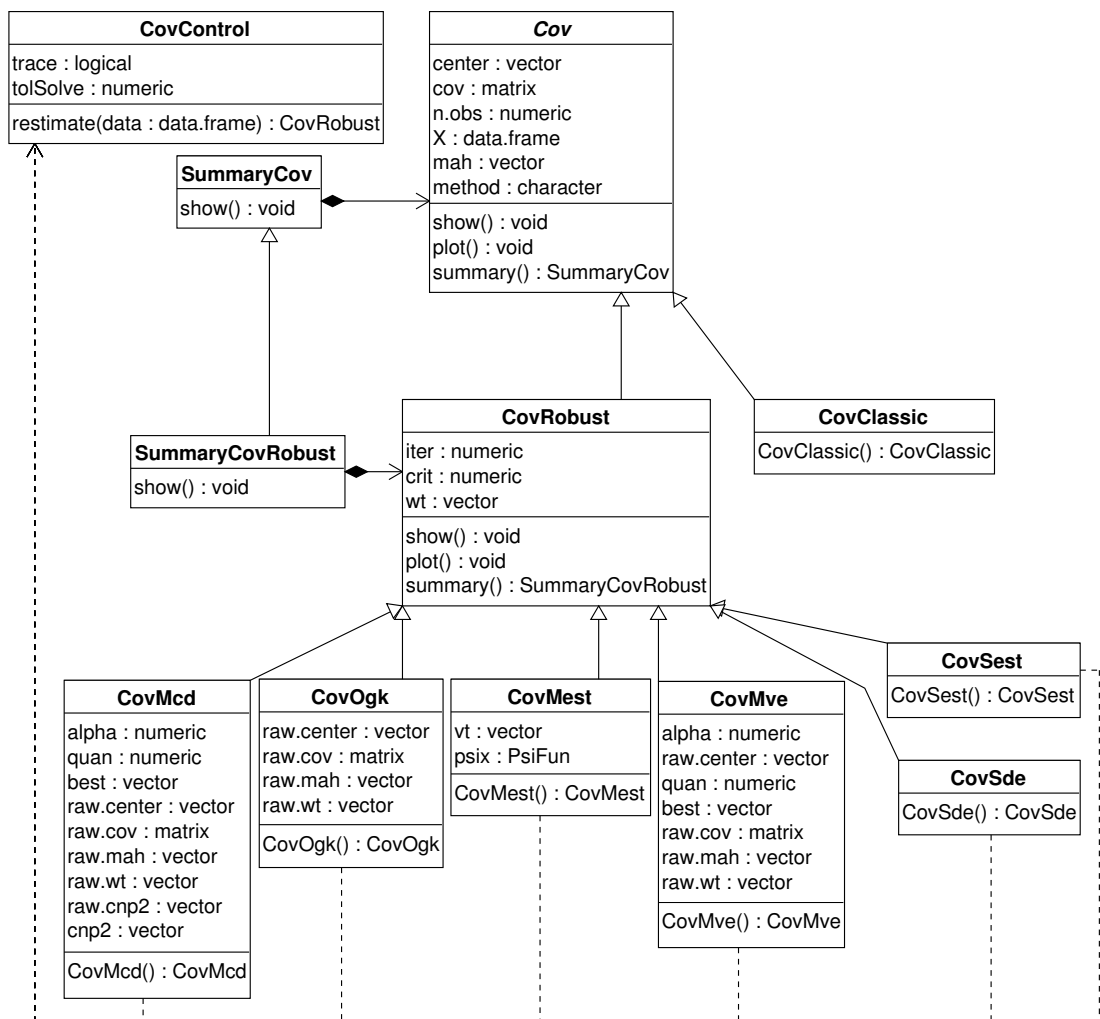 CovControl
trace : logical
tolSolve : numeric
restimate(data : data.frame) : CovRobust
Cov
center : vector
cov : matrix
n.obs : numeric
X : data.frame
mah : vector
method : character
show() : void
plot() : void
summary() : SummaryCov
SummaryCov
show() : void
SummaryCovRobust
show() : void
CovRobust
iter : numeric
crit : numeric
wt : vector
show() : void
plot() : void
summary() : SummaryCovRobust
CovClassic
CovClassic() : CovClassic
CovMcd
alpha : numeric
quan : numeric
best : vector
raw.center : vector
raw.cov : matrix
raw.mah : vector
raw.wt : vector
raw.cnp2 : vector
cnp2 : vector
CovMcd() : CovMcd
CovOgk
raw.center : vector
raw.cov : matrix
raw.mah : vector
raw.wt : vector
CovOgk() : CovOgk
CovMest
vt : vector
psix : PsiFun
CovMest() : CovMest
CovMve
alpha : numeric
raw.center : vector
quan : numeric
best : vector
raw.cov : matrix
raw.mah : vector
raw.wt : vector
CovMve() : CovMve
CovSest
CovSest() : CovSest
CovSde
CovSde() : CovSde